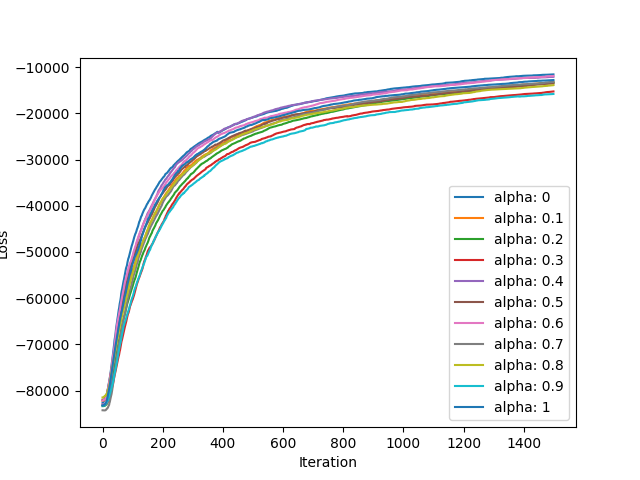 −10000
−20000
−30000
−40000
−50000
−60000
−70000
−80000
Loss
0 200 400 600 800 1000 1200 1400
Iteration
alpha: 0
alpha: 0.1
alpha: 0.2
alpha: 0.3
alpha: 0.4
alpha: 0.5
alpha: 0.6
alpha: 0.7
alpha: 0.8
alpha: 0.9
alpha: 1